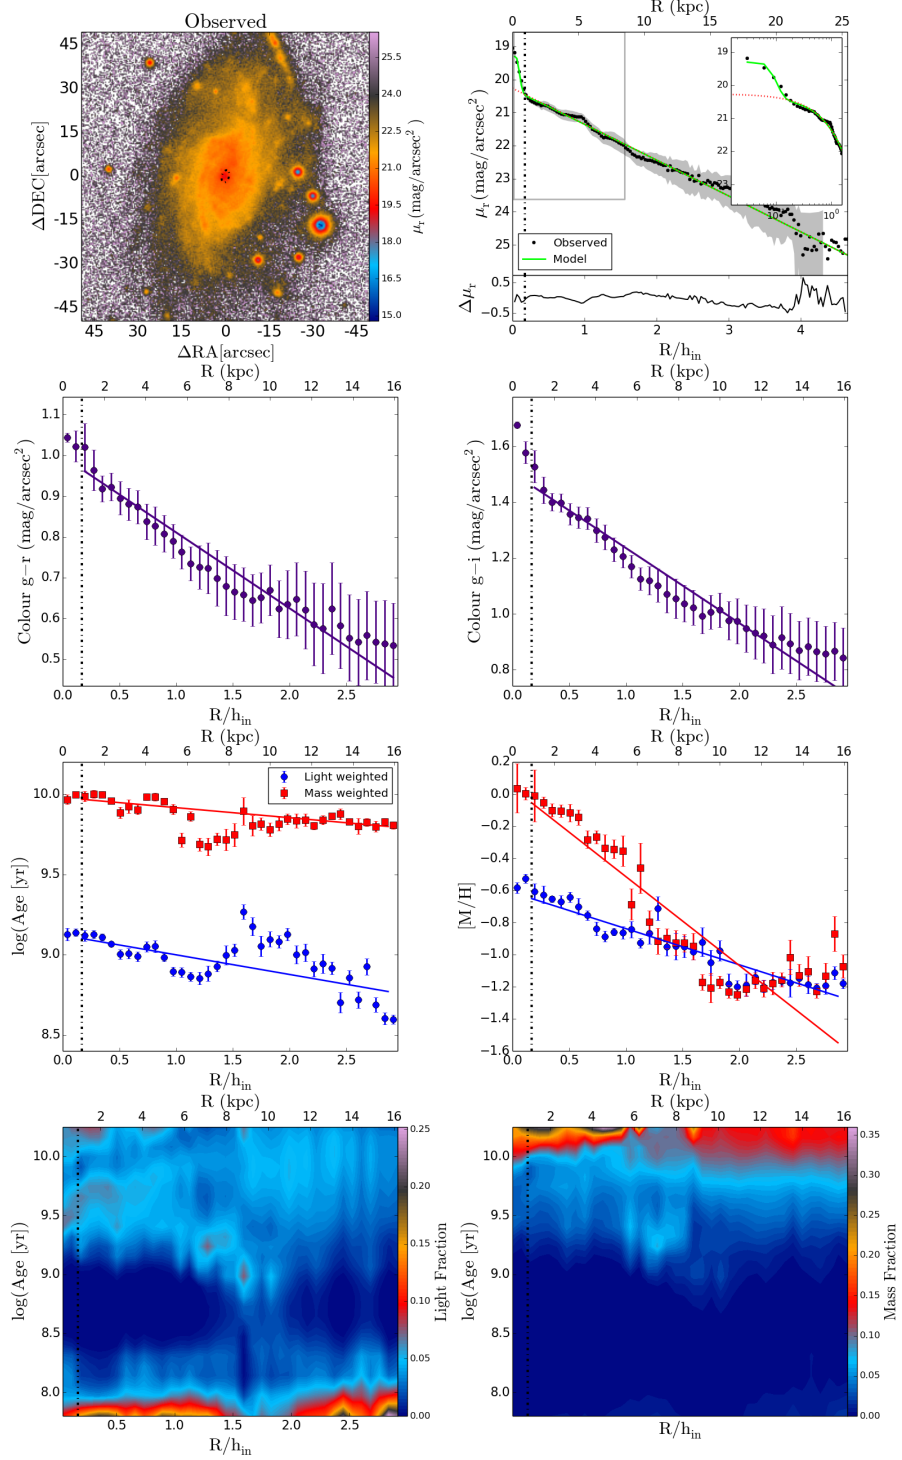 Observed
ΔDEC[arcsec]
45
30
15
0
-15
-30
-45
45 30 15 0 -15 -30 -45
ΔRA[arcsec]
25.5
24.0
22.5
21.0
19.5
18.0
16.5
15.0
μr (mag/arcsec²)
R (kpc)
0 5 10 15 20 25
μr (mag/arcsec²)
19
20
21
22
23
24
25
19
20
21
22
23
Observed
Model
Δμr
0.5
−0.5
0 1 2 3 4
R/hin
R (kpc)
0 2 4 6 8 10 12 14 16
Colour g−r (mag/arcsec²)
1.1
1.0
0.9
0.8
0.7
0.6
0.5
0.0 0.5 1.0 1.5 2.0 2.5
R/hin
R (kpc)
0 2 4 6 8 10 12 14 16
Colour g−i (mag/arcsec²)
1.6
1.4
1.2
1.0
0.8
0.0 0.5 1.0 1.5 2.0 2.5
R/hin
R (kpc)
0 2 4 6 8 10 12 14 16
log(Age [yr])
10.0
9.5
9.0
8.5
Light weighted
Mass weighted
0.0 0.5 1.0 1.5 2.0 2.5
R/hin
R (kpc)
0 2 4 6 8 10 12 14 16
[M/H]
0.2
0.0
−0.2
−0.4
−0.6
−0.8
−1.0
−1.2
−1.4
−1.6
0.0 0.5 1.0 1.5 2.0 2.5
R/hin
R (kpc)
2 4 6 8 10 12 14 16
log(Age [yr])
10.0
9.5
9.0
8.5
8.0
0.5 1.0 1.5 2.0 2.5
R/hin
0.25
0.20
0.15
0.10
0.05
0.00
Light Fraction
R (kpc)
2 4 6 8 10 12 14 16
log(Age [yr])
10.0
9.5
9.0
8.5
8.0
0.5 1.0 1.5 2.0 2.5
R/hin
0.35
0.30
0.25
0.20
0.15
0.10
0.05
0.00
Mass Fraction